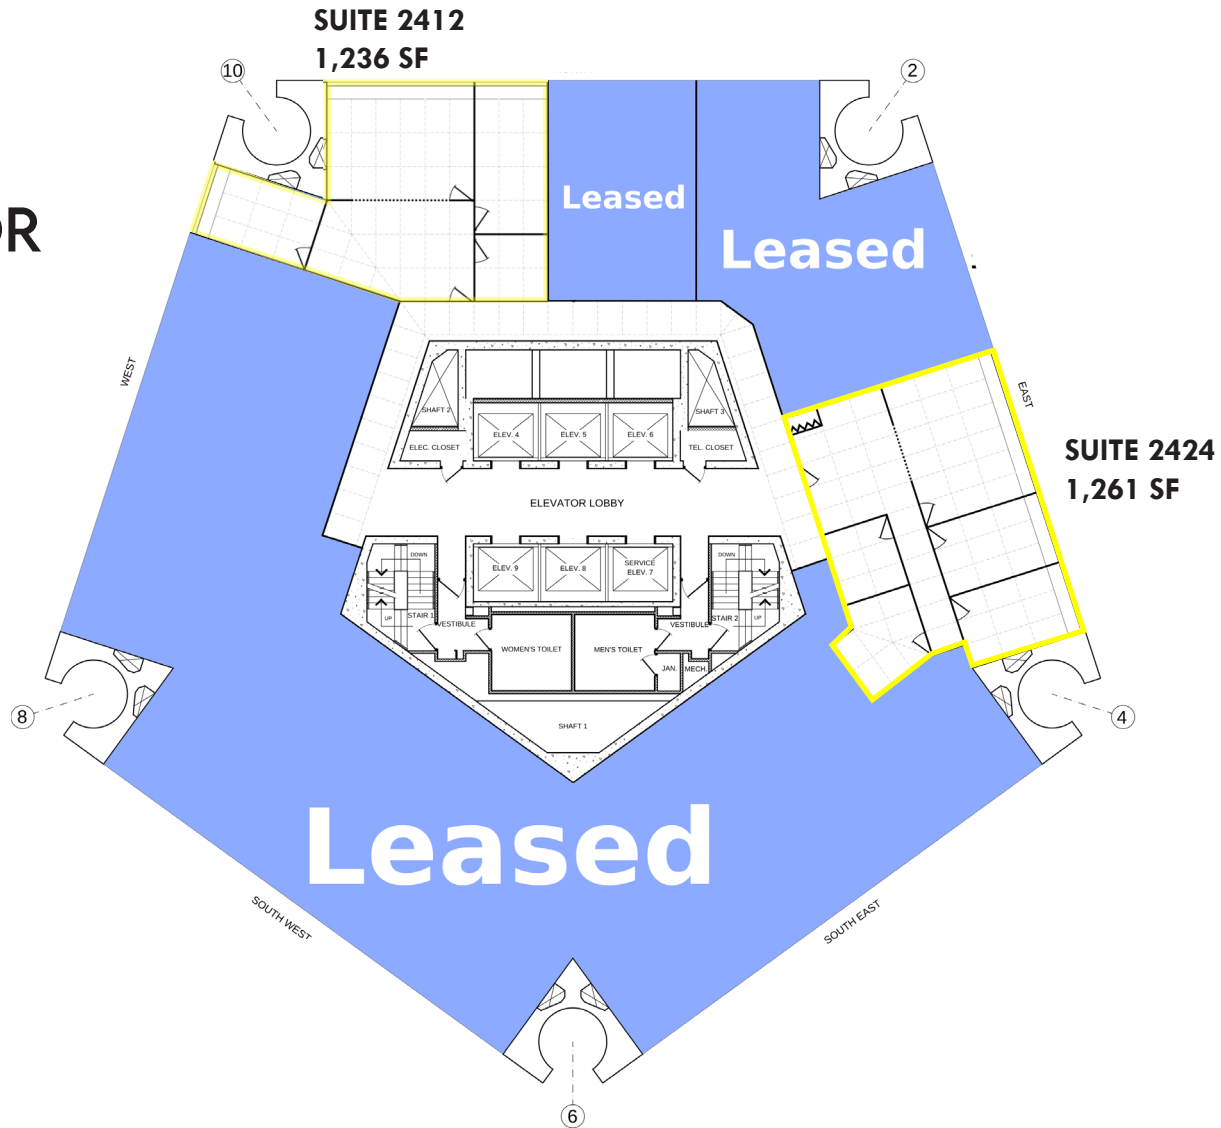 SUITE 2412
1,236 SF
10
2
Leased
OR
Leased
WEST
EAST
SHAFT 2
SHAFT 3
ELEV. 4
ELEV. 5
ELEV. 6
ELEC. CLOSET
TEL. CLOSET
SUITE 2424
1,261 SF
ELEVATOR LOBBY
DOWN
DOWN
ELEV. 9
ELEV. 8
SERVICE
ELEV. 7
UP
STAIR 1
STAIR 2
UP
VESTIBULE
VESTIBULE
WOMEN'S TOILET
MEN'S TOILET
JAN.
MECH.
8
4
SHAFT 1
Leased
SOUTH WEST
SOUTH EAST
6